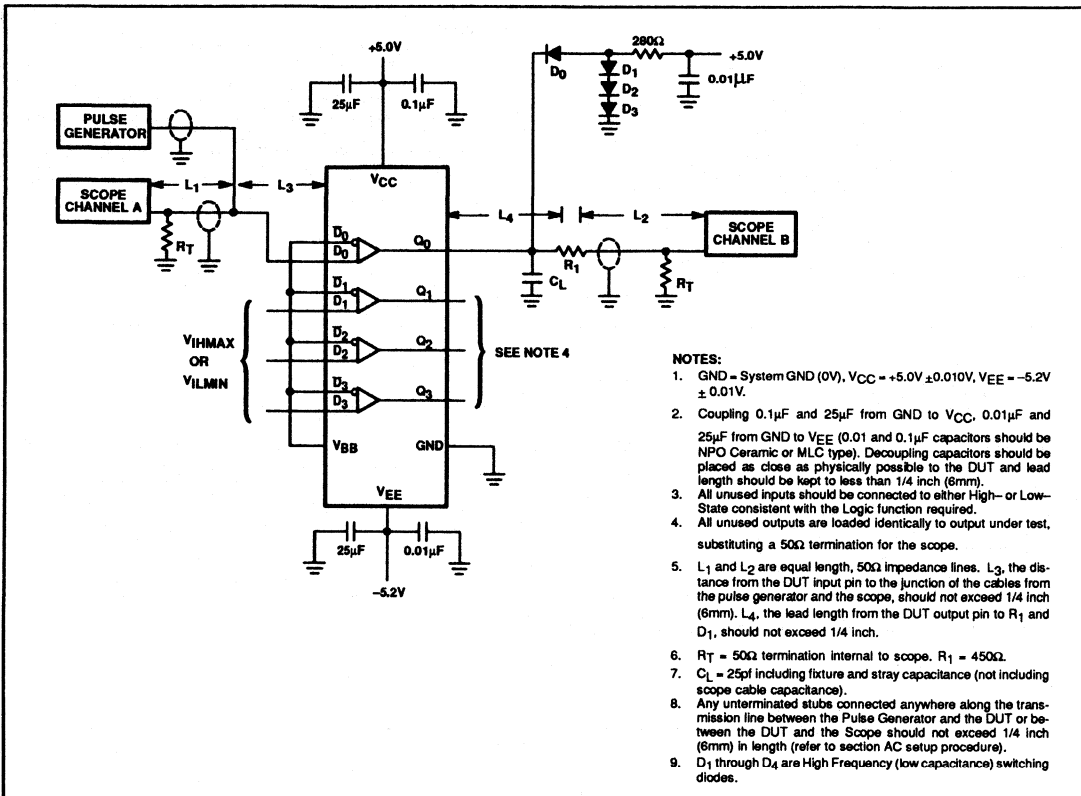 +5.0V
25μF
0.1μF
280Ω
+5.0V
D0
D1
D2
D3
0.01μF
PULSE
GENERATOR
SCOPE
CHANNEL A
L1
L3
RT
VCC
L4
L2
SCOPE
CHANNEL B
D̅0
D0
Q0
R1
CL
RT
D̅1
D1
Q1
VIHMAX
OR
VILMIN
D̅2
D2
Q2
SEE NOTE 4
D̅3
D3
Q3
VBB
GND
VEE
25μF
0.01μF
–5.2V
NOTES:
1. GND = System GND (0V), VCC = +5.0V ±0.010V, VEE = –5.2V
± 0.01V.
2. Coupling 0.1μF and 25μF from GND to VCC, 0.01μF and
25μF from GND to VEE (0.01 and 0.1μF capacitors should be
NPO Ceramic or MLC type). Decoupling capacitors should be
placed as close as physically possible to the DUT and lead
length should be kept to less than 1/4 inch (6mm).
3. All unused inputs should be connected to either High– or Low–
State consistent with the Logic function required.
4. All unused outputs are loaded identically to output under test,
substituting a 50Ω termination for the scope.
5. L1 and L2 are equal length, 50Ω impedance lines. L3, the dis-
tance from the DUT input pin to the junction of the cables from
the pulse generator and the scope, should not exceed 1/4 inch
(6mm). L4, the lead length from the DUT output pin to R1 and
D1, should not exceed 1/4 inch.
6. RT = 50Ω termination internal to scope. R1 = 450Ω.
7. CL = 25pf including fixture and stray capacitance (not including
scope cable capacitance).
8. Any unterminated stubs connected anywhere along the trans-
mission line between the Pulse Generator and the DUT or be-
tween the DUT and the Scope should not exceed 1/4 inch
(6mm) in length (refer to section AC setup procedure).
9. D1 through D4 are High Frequency (low capacitance) switching
diodes.